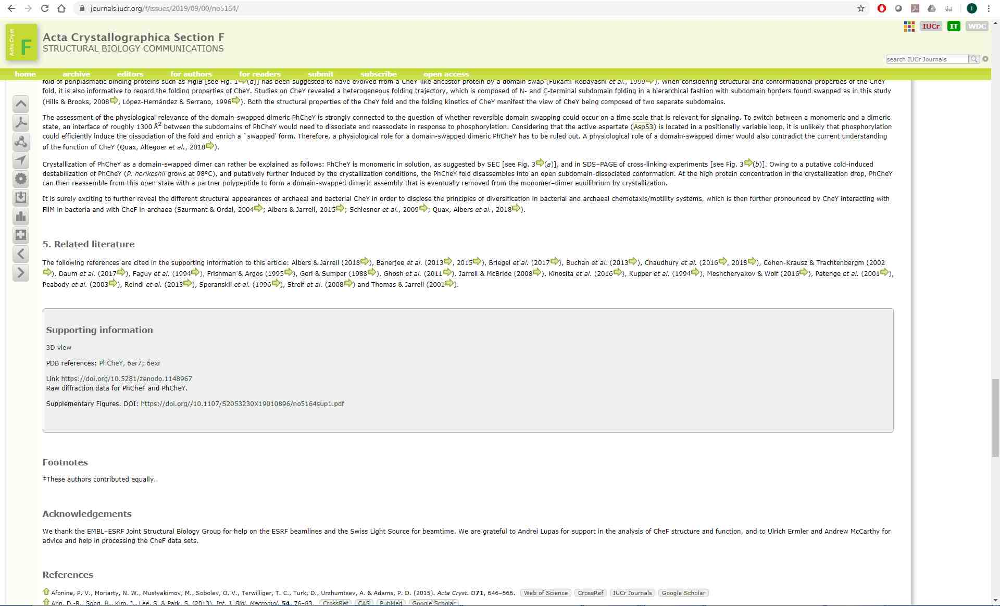 journals.iucr.org/f/issues/2019/09/00/no5164/
I
IUCr IT WDC
Acta Cryst F
Acta Crystallographica Section F
STRUCTURAL BIOLOGY COMMUNICATIONS
search IUCr Journals
home archive editors for authors for readers submit subscribe open access
fold of periplasmatic binding proteins such as MglB [see Fig. 1(d)] has been suggested to have evolved from a CheY-like ancestor protein by a domain swap (Fukami-Kobayashi et al., 1999). When considering structural and conformational properties of the CheY
fold, it is also informative to regard the folding properties of CheY. Studies on CheY revealed a heterogeneous folding trajectory, which is composed of N- and C-terminal subdomain folding in a hierarchical fashion with subdomain borders found swapped as in this study
(Hills & Brooks, 2008, López-Hernández & Serrano, 1996). Both the structural properties of the CheY fold and the folding kinetics of CheY manifest the view of CheY being composed of two separate subdomains.
The assessment of the physiological relevance of the domain-swapped dimeric PhCheY is strongly connected to the question of whether reversible domain swapping could occur on a time scale that is relevant for signaling. To switch between a monomeric and a dimeric
state, an interface of roughly 1300 Å2 between the subdomains of PhCheY would need to dissociate and reassociate in response to phosphorylation. Considering that the active aspartate (Asp53) is located in a positionally variable loop, it is unlikely that phosphorylation
could efficiently induce the dissociation of the fold and enrich a `swapped' form. Therefore, a physiological role for a domain-swapped dimeric PhCheY has to be ruled out. A physiological role of a domain-swapped dimer would also contradict the current understanding
of the function of CheY (Quax, Altegoer et al., 2018).
Crystallization of PhCheY as a domain-swapped dimer can rather be explained as follows: PhCheY is monomeric in solution, as suggested by SEC [see Fig. 3(a)], and in SDS–PAGE of cross-linking experiments [see Fig. 3(b)]. Owing to a putative cold-induced
destabilization of PhCheY (P. horikoshii grows at 98°C), and putatively further induced by the crystallization conditions, the PhCheY fold disassembles into an open subdomain-dissociated conformation. At the high protein concentration in the crystallization drop, PhCheY
can then reassemble from this open state with a partner polypeptide to form a domain-swapped dimeric assembly that is eventually removed from the monomer–dimer equilibrium by crystallization.
It is surely exciting to further reveal the different structural appearances of archaeal and bacterial CheY in order to disclose the principles of diversification in bacterial and archaeal chemotaxis/motility systems, which is then further pronounced by CheY interacting with
FliM in bacteria and with CheF in archaea (Szurmant & Ordal, 2004; Albers & Jarrell, 2015; Schlesner et al., 2009; Quax, Albers et al., 2018).
5. Related literature
The following references are cited in the supporting information to this article: Albers & Jarrell (2018), Banerjee et al. (2013, 2015), Briegel et al. (2017), Buchan et al. (2013), Chaudhury et al. (2016, 2018), Cohen-Krausz & Trachtenbergm (2002
), Daum et al. (2017), Faguy et al. (1994), Frishman & Argos (1995), Gerl & Sumper (1988), Ghosh et al. (2011), Jarrell & McBride (2008), Kinosita et al. (2016), Kupper et al. (1994), Meshcheryakov & Wolf (2016), Patenge et al. (2001),
Peabody et al. (2003), Reindl et al. (2013), Speranskii et al. (1996), Streif et al. (2008) and Thomas & Jarrell (2001).
Supporting information
3D view
PDB references: PhCheY, 6er7; 6exr
Link https://doi.org/10.5281/zenodo.1148967
Raw diffraction data for PhCheF and PhCheY.
Supplementary Figures. DOI: https://doi.org//10.1107/S2053230X19010896/no5164sup1.pdf
Footnotes
‡These authors contributed equally.
Acknowledgements
We thank the EMBL–ESRF Joint Structural Biology Group for help on the ESRF beamlines and the Swiss Light Source for beamtime. We are grateful to Andrei Lupas for support in the analysis of CheF structure and function, and to Ulrich Ermler and Andrew McCarthy for
advice and help in processing the CheF data sets.
References
Afonine, P. V., Moriarty, N. W., Mustyakimov, M., Sobolev, O. V., Terwilliger, T. C., Turk, D., Urzhumtsev, A. & Adams, P. D. (2015). Acta Cryst. D71, 646–666. Web of Science CrossRef IUCr Journals Google Scholar
Ahn, D.-R., Song, H., Kim, J., Lee, S. & Park, S. (2013). Int. J. Biol. Macromol. 54, 76–83. CrossRef CAS PubMed Google Scholar